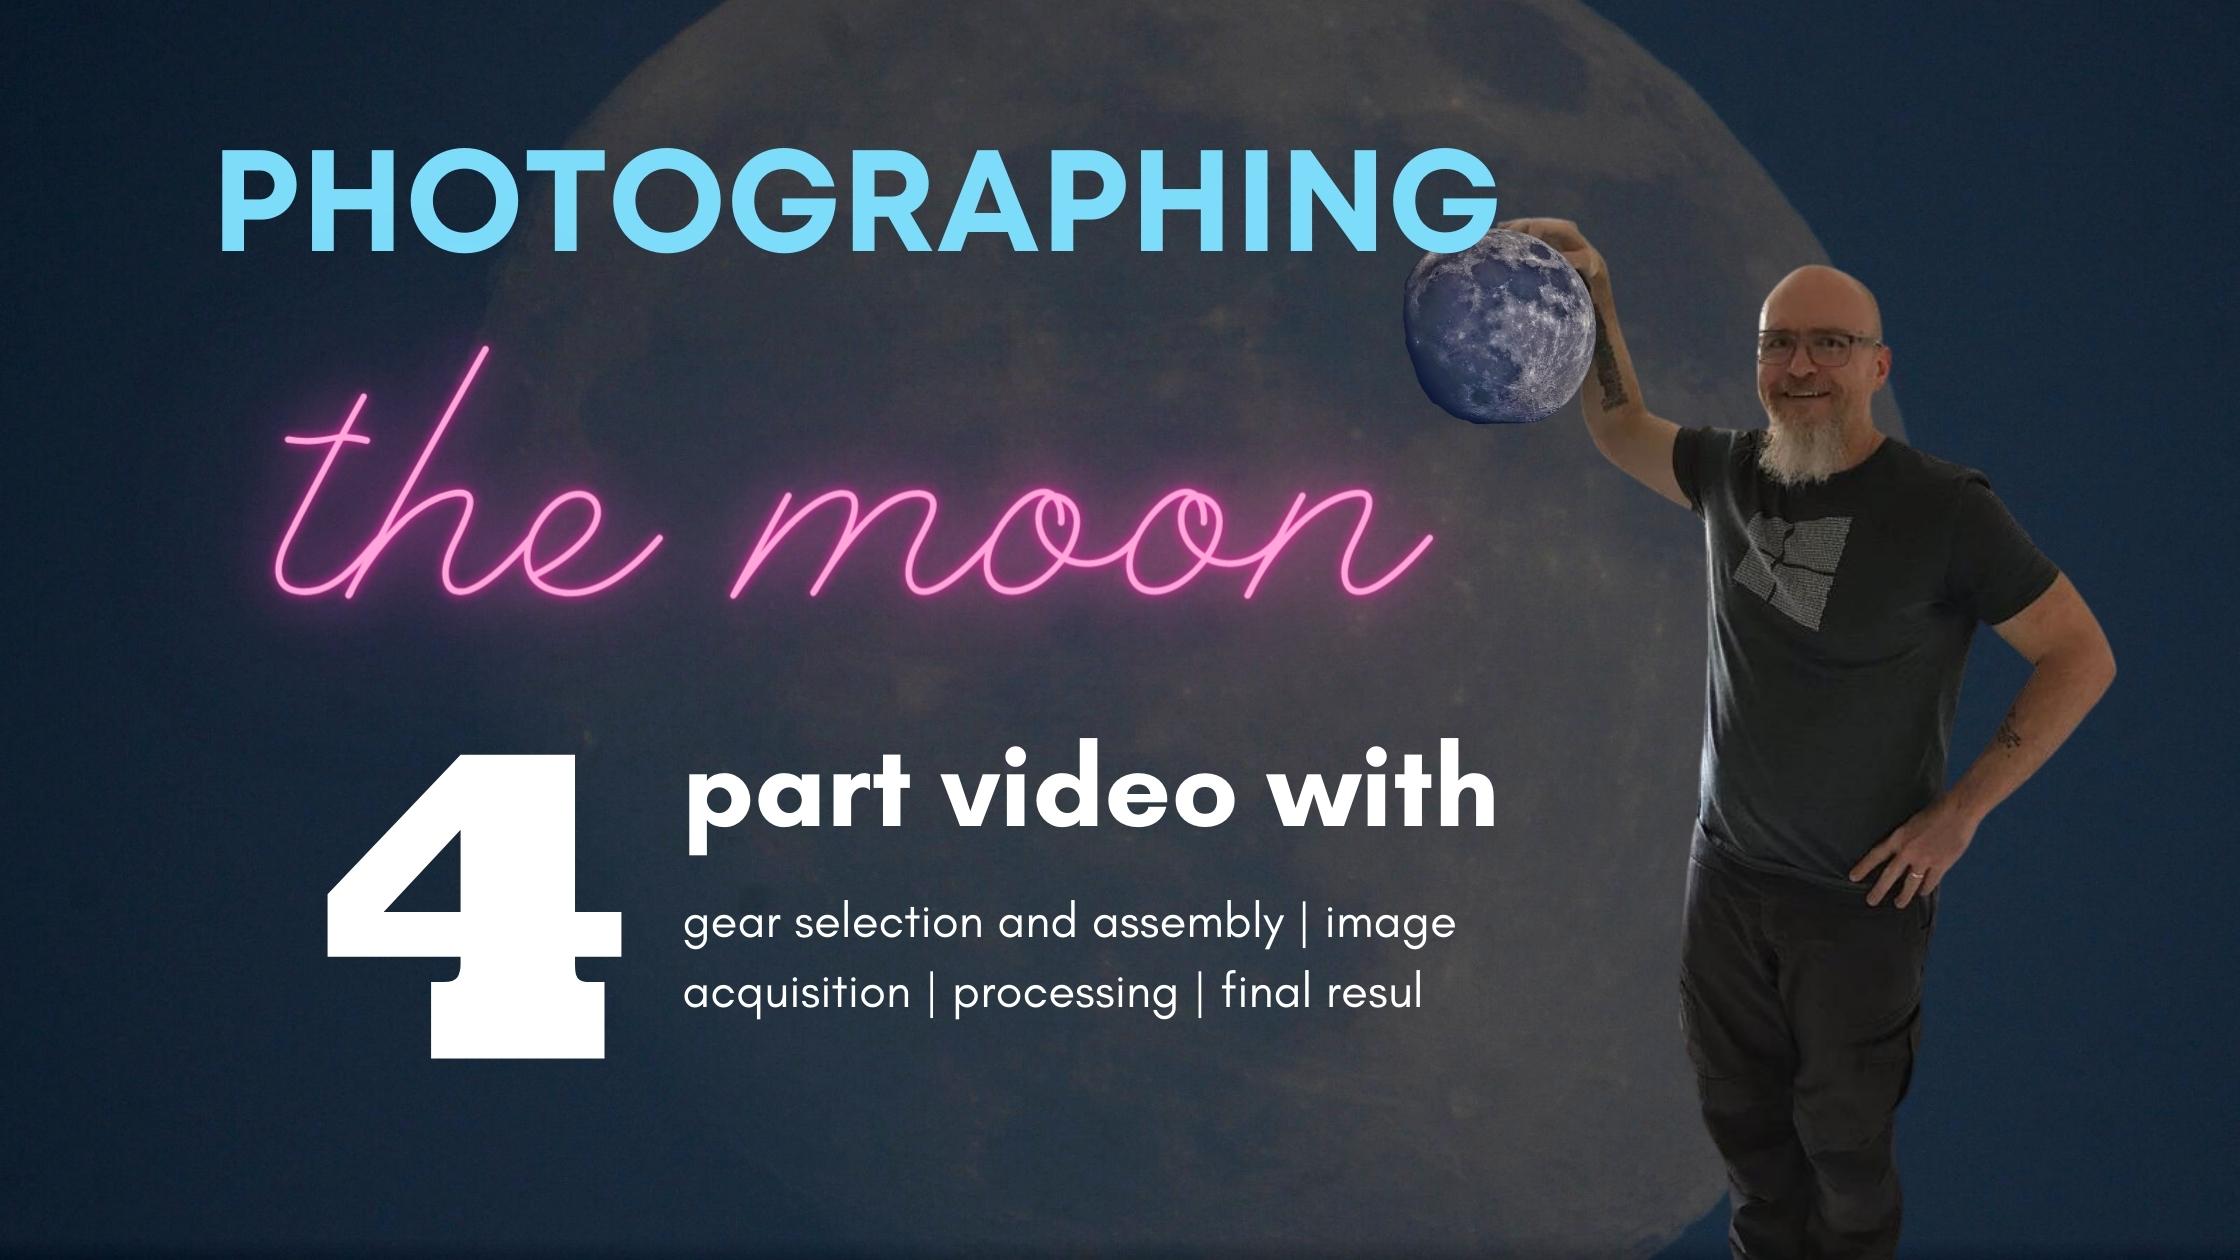 PHOTOGRAPHING
the moon
4
part video with
gear selection and assembly | image
acquisition | processing | final resul